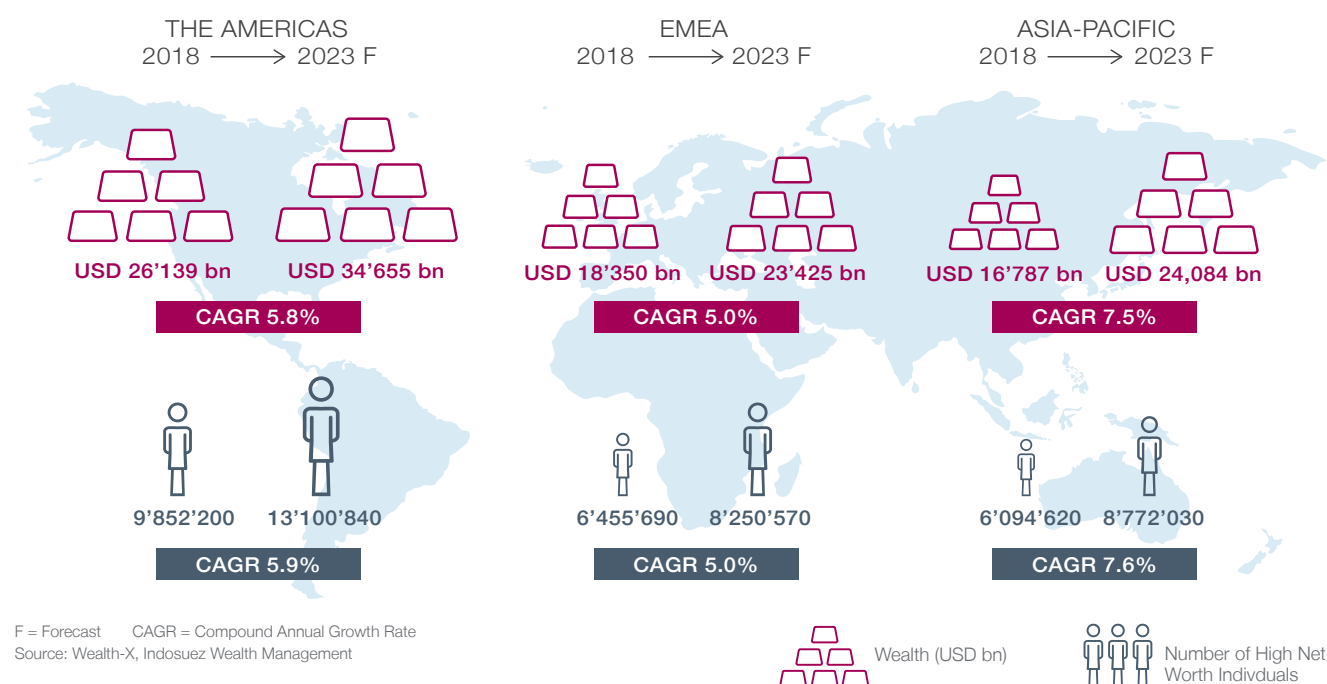 THE AMERICAS
2018 → 2023 F
EMEA
2018 → 2023 F
ASIA-PACIFIC
2018 → 2023 F
USD 26’139 bn
USD 34’655 bn
CAGR 5.8%
USD 18’350 bn
USD 23’425 bn
CAGR 5.0%
USD 16’787 bn
USD 24,084 bn
CAGR 7.5%
9’852’200
13’100’840
CAGR 5.9%
6’455’690
8’250’570
CAGR 5.0%
6’094’620
8’772’030
CAGR 7.6%
F = Forecast CAGR = Compound Annual Growth Rate
Source: Wealth-X, Indosuez Wealth Management
Wealth (USD bn)
Number of High Net
Worth Indivduals